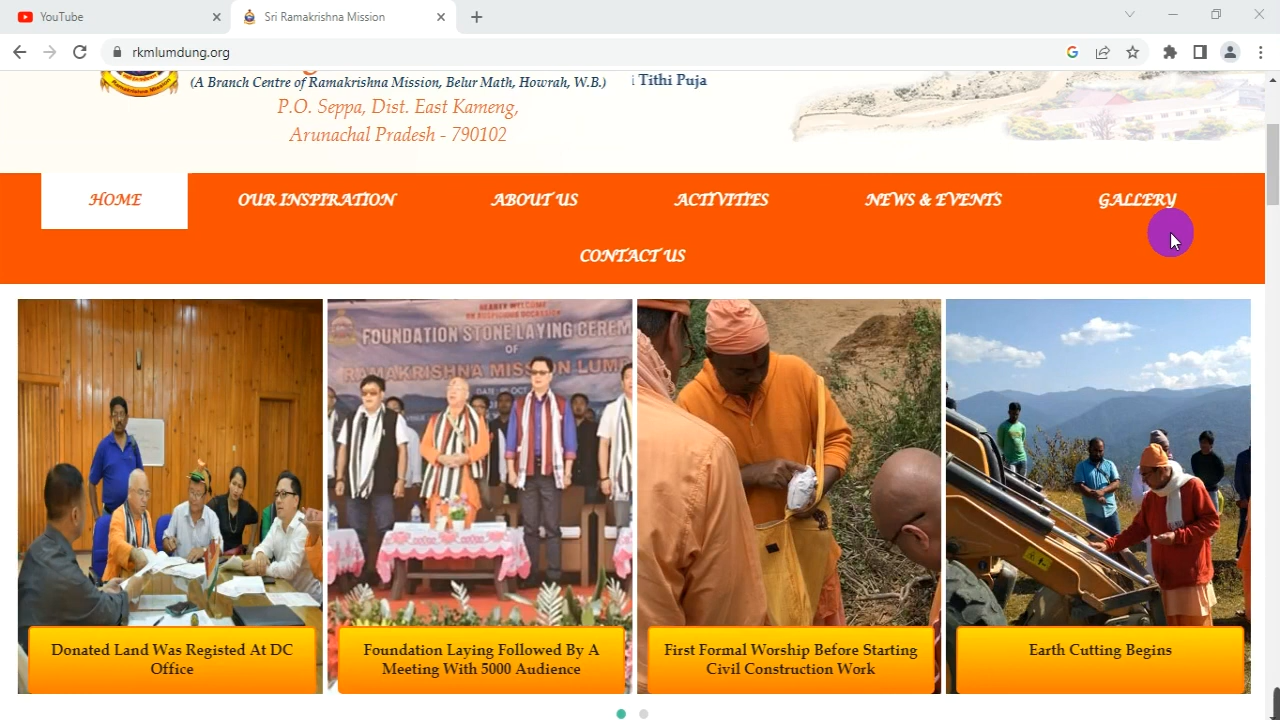 YouTube
Sri Ramakrishna Mission
rkmlumdung.org
(A Branch Centre of Ramakrishna Mission, Belur Math, Howrah, W.B.)
i Tithi Puja
P.O. Seppa, Dist. East Kameng,
Arunachal Pradesh - 790102
HOME
OUR INSPIRATION
ABOUT US
ACTIVITIES
NEWS & EVENTS
GALLERY
CONTACT US
HEARTY WELCOME
FOUNDATION STONE LAYING CEREM
OF
RAMAKRISHNA MISSION LUM
Donated Land Was Registed At DC
Office
Foundation Laying Followed By A
Meeting With 5000 Audience
First Formal Worship Before Starting
Civil Construction Work
Earth Cutting Begins